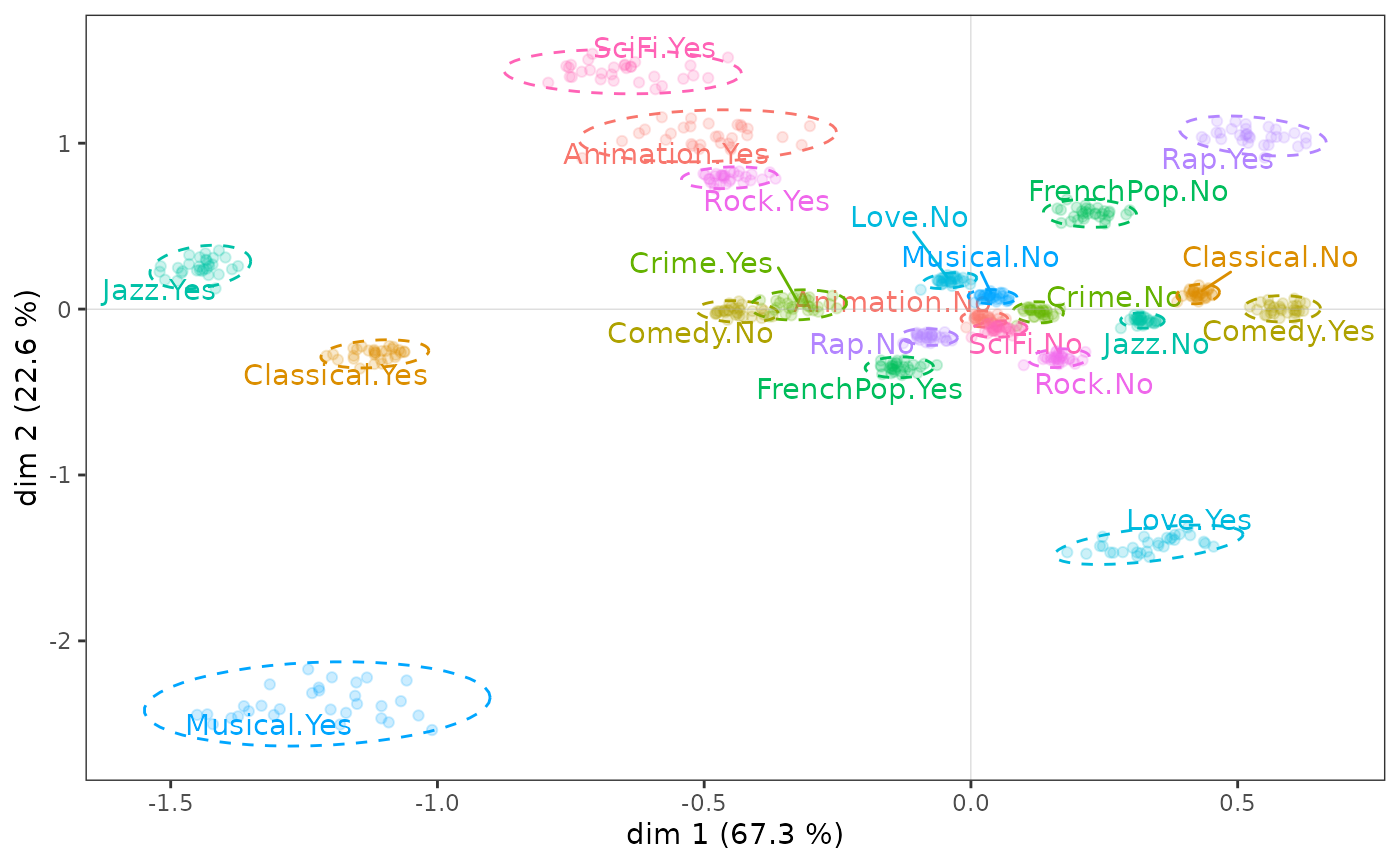 SciFi.Yes
1
Animation.Yes
Rap.Yes
Rock.Yes
FrenchPop.No
Love.No
Musical.No
Classical.No
Crime.Yes
Jazz.Yes
Animation.No
Crime.No
0
Comedy.No
Comedy.Yes
Rap.No
SciFi.No
Jazz.No
Classical.Yes
FrenchPop.Yes
Rock.No
dim 2 (22.6 %)
-1
Love.Yes
-2
Musical.Yes
-1.5
-1.0
-0.5
0.0
0.5
dim 1 (67.3 %)